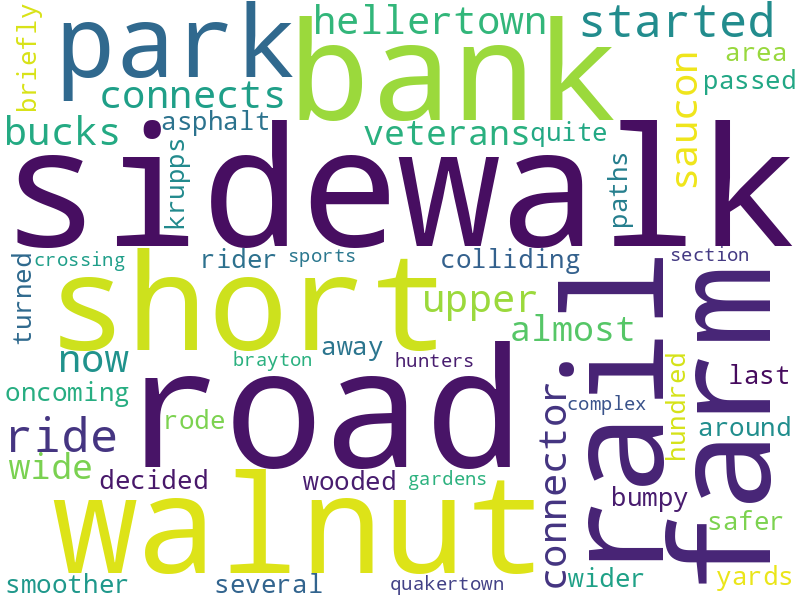 briefly
park
hellertown
started
bank
area
passed
connects
saucon
bucks
asphalt
veterans
quite
krupps
paths
sidewalk
turned
crossing
rider
sports
colliding
section
short
upper
almost
rail
farm
now
away
brayton
hunters
last
oncoming
road
connector
complex
hundred
ride
rode
around
wide
decided
wooded
gardens
bumpy
walnut
safer
smoother
several
quakertown
wider
yards